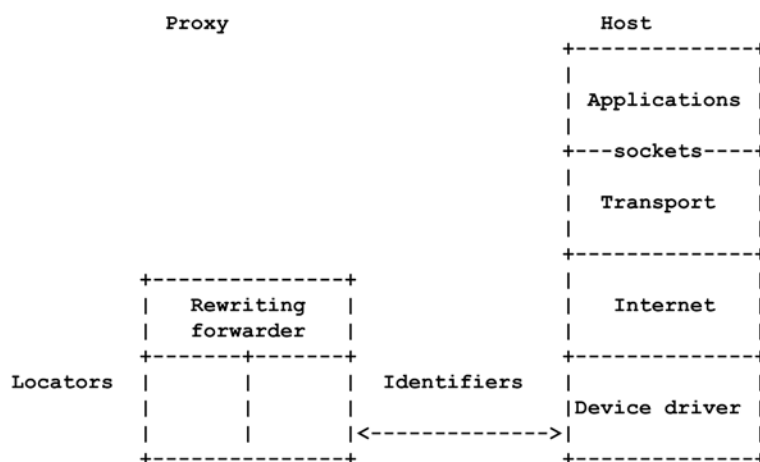 Proxy Host
+---------------+
| |
| Applications |
| |
+---sockets-----+
| |
| Transport |
| |
+---------------+ +---------------+
| Rewriting | | Internet |
| forwarder | | |
+-------+-------+ +---------------+
Locators | | | Identifiers | |
| | | |Device driver |
| | |<--------------->| |
+---------------+ +---------------+